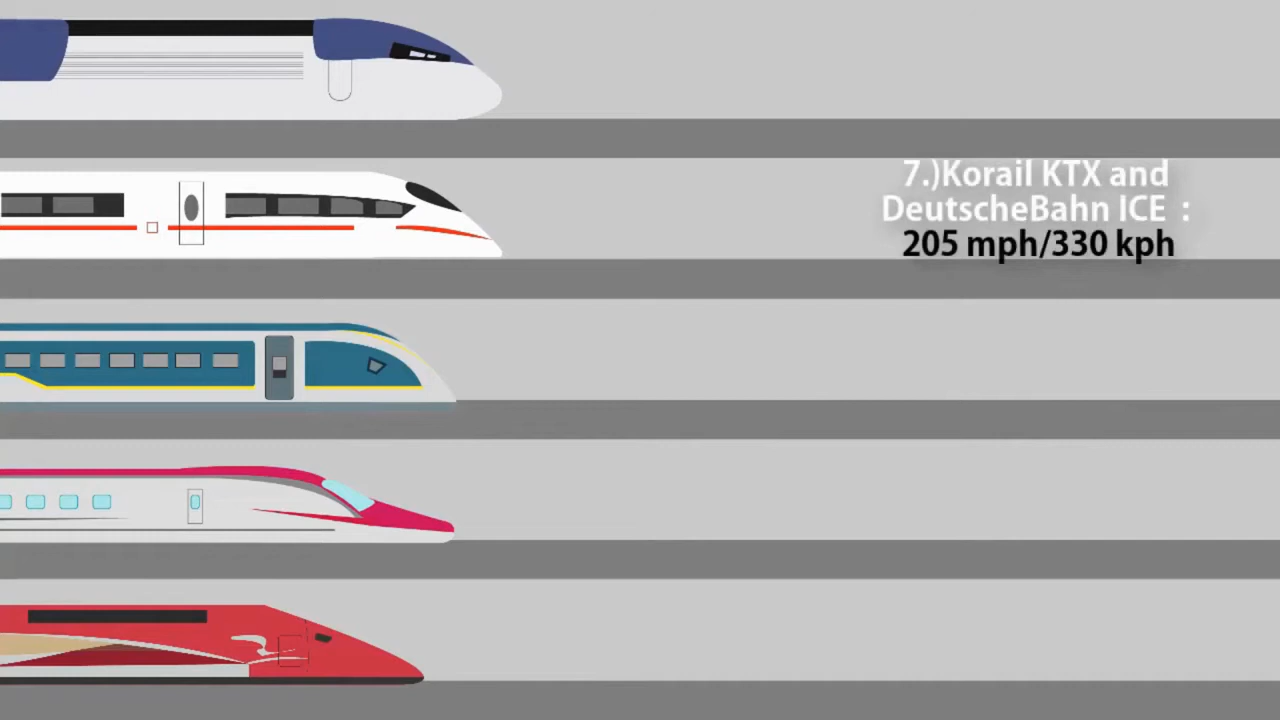 7.)Korail KTX and
DeutscheBahn ICE :
205 mph/330 kph